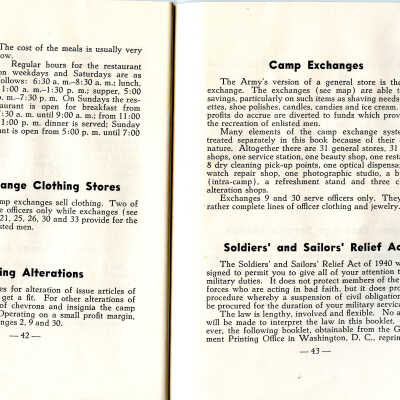 The cost of the meals is usually very
ow.
Regular hours for the restaurant
on weekdays and Saturdays are as
ollows: 6:30 a. m.–8:30 a. m.; lunch,
1:00 a. m.–1:30 p. m.; supper, 5:00
p. m.–7:30 p. m. On Sundays the res-
aurant is open for breakfast from
:00 a. m. until 9:00 a. m.; from 11:00
1:00 p. m. dinner is served; Sunday
nt is open from 5:00 p. m. until 7:00
ange Clothing Stores
mp exchanges sell clothing. Two of
e officers only while exchanges (see
21, 25, 26, 30 and 33 provide for the
sted men.
ing Alterations
es for alteration of issue articles of
get a fit. For other alterations of
of chevrons and insignia the camp
Operating on a small profit margin,
nges 2, 9 and 30.
— 42 —
Camp Exchanges
The Army's version of a general store is the
exchange. The exchanges (see map) are able t
savings, particularly on such items as shaving needs
ettes, shoe polishes, candles, candies and ice cream.
profits do accrue are diverted to funds which prov
the recreation of enlisted men.
Many elements of the camp exchange system
treated separately in this book because of their
nature. Altogether there are 31 general stores, 31
shops, one service station, one beauty shop, one resta
8 dry cleaning pick-up points, one optical dispensa
watch repair shop, one photographic studio, a b
(intra-camp), a refreshment stand and three c
alteration shops.
Exchanges 9 and 30 serve officers only. They
rather complete lines of officer clothing and jewelry.
Soldiers' and Sailors' Relief Ac
The Soldiers' and Sailors' Relief Act of 1940 w
signed to permit you to give all of your attention t
military duties. It does not protect members of the
forces who are acting in bad faith, but it does pro
procedure whereby a suspension of civil obligation
be procured for the duration of your military servic
The law is lengthy, involved and flexible. No a
will be made to interpret the law in this booklet.
ever, the following booklet, obtainable from the G
ment Printing Office in Washington, D. C., reprin
— 43 —